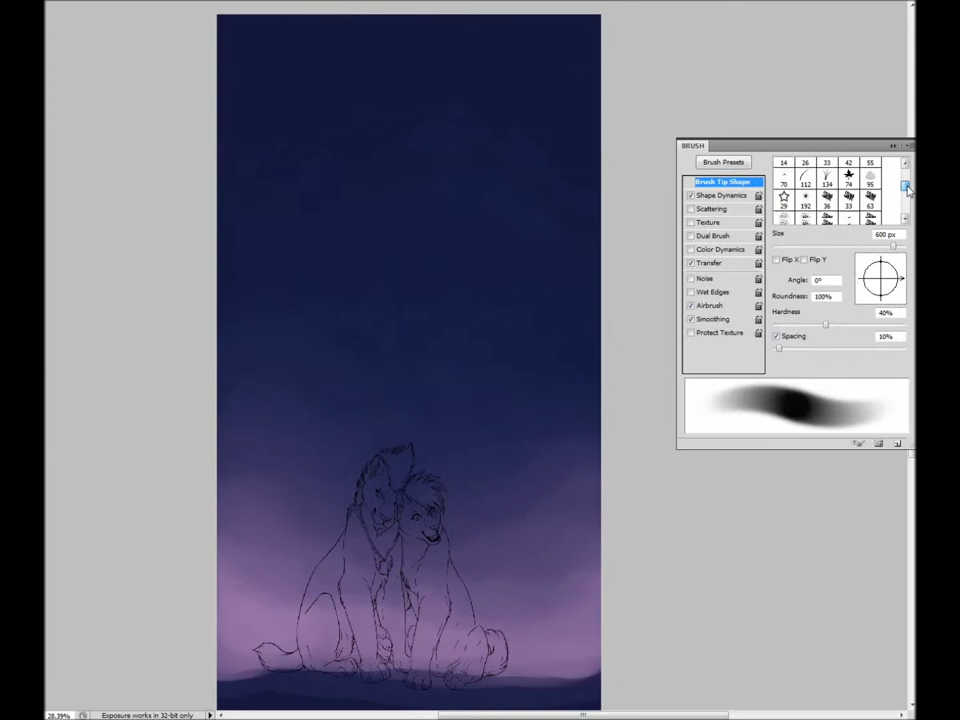 BRUSH
Brush Presets
14 26 33 42 55
Brush Tip Shape
70 112 134 74 95
Shape Dynamics
29 192 36 33 63
Scattering
Texture
Size 600 px
Dual Brush
Color Dynamics
Flip X Flip Y
Transfer
Angle: 0°
Noise
Roundness: 100%
Wet Edges
Airbrush
Hardness 40%
Smoothing
Protect Texture
Spacing 10%
28.39% Exposure works in 32-bit only